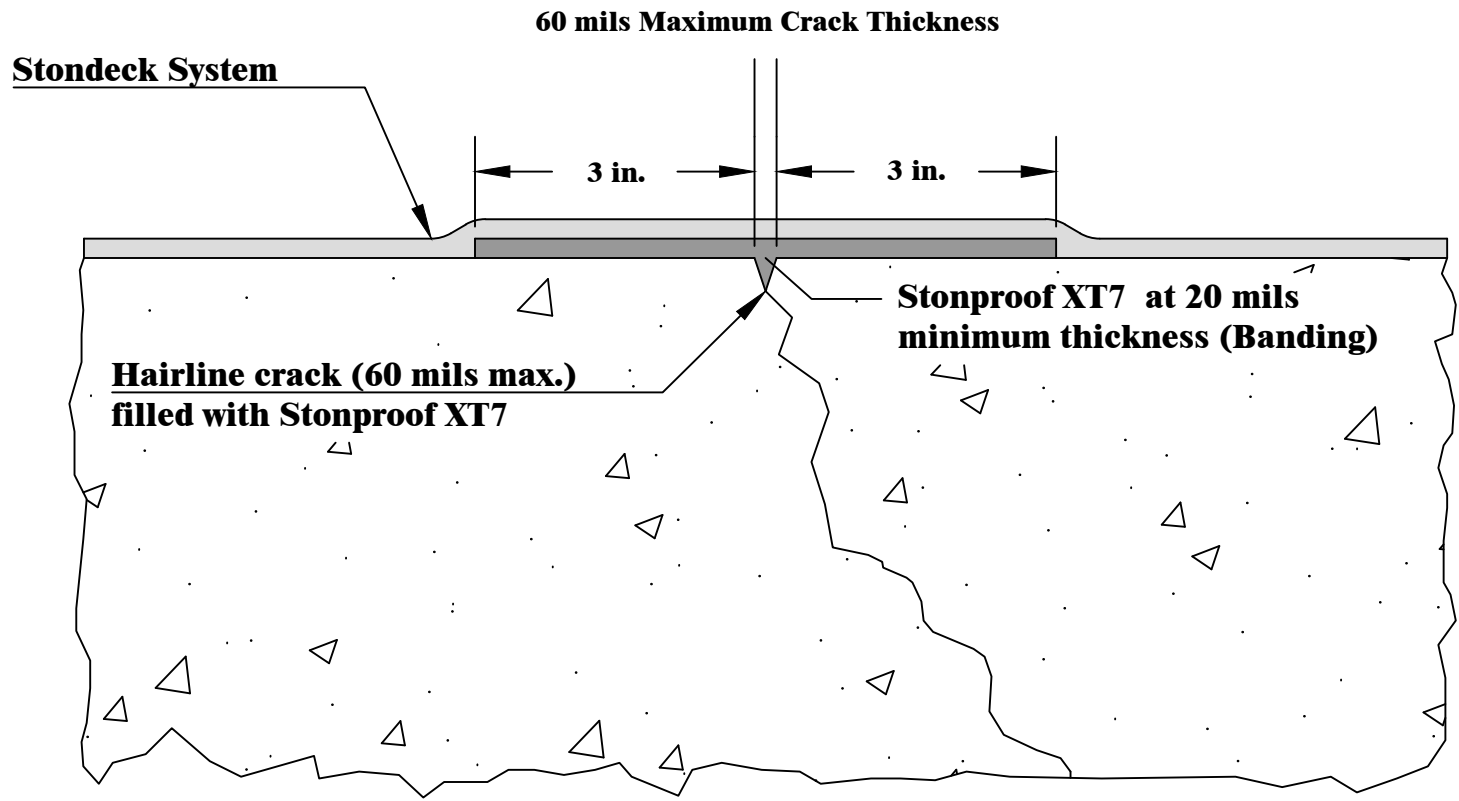 60 mils Maximum Crack Thickness
Stondeck System
3 in.
3 in.
Stonproof XT7 at 20 mils
minimum thickness (Banding)
Hairline crack (60 mils max.)
filled with Stonproof XT7